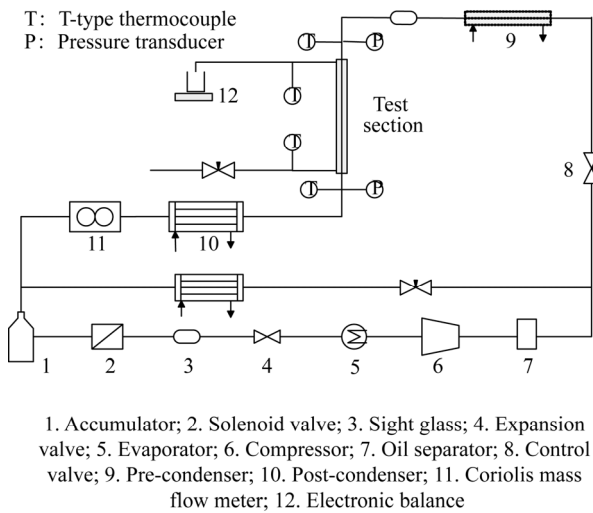 T: T-type thermocouple
P: Pressure transducer
T
P
9
12
T
Test
section
T
8
T
P
11
10
1
2
3
4
5
6
7
1. Accumulator; 2. Solenoid valve; 3. Sight glass; 4. Expansion
valve; 5. Evaporator; 6. Compressor; 7. Oil separator; 8. Control
valve; 9. Pre-condenser; 10. Post-condenser; 11. Coriolis mass
flow meter; 12. Electronic balance